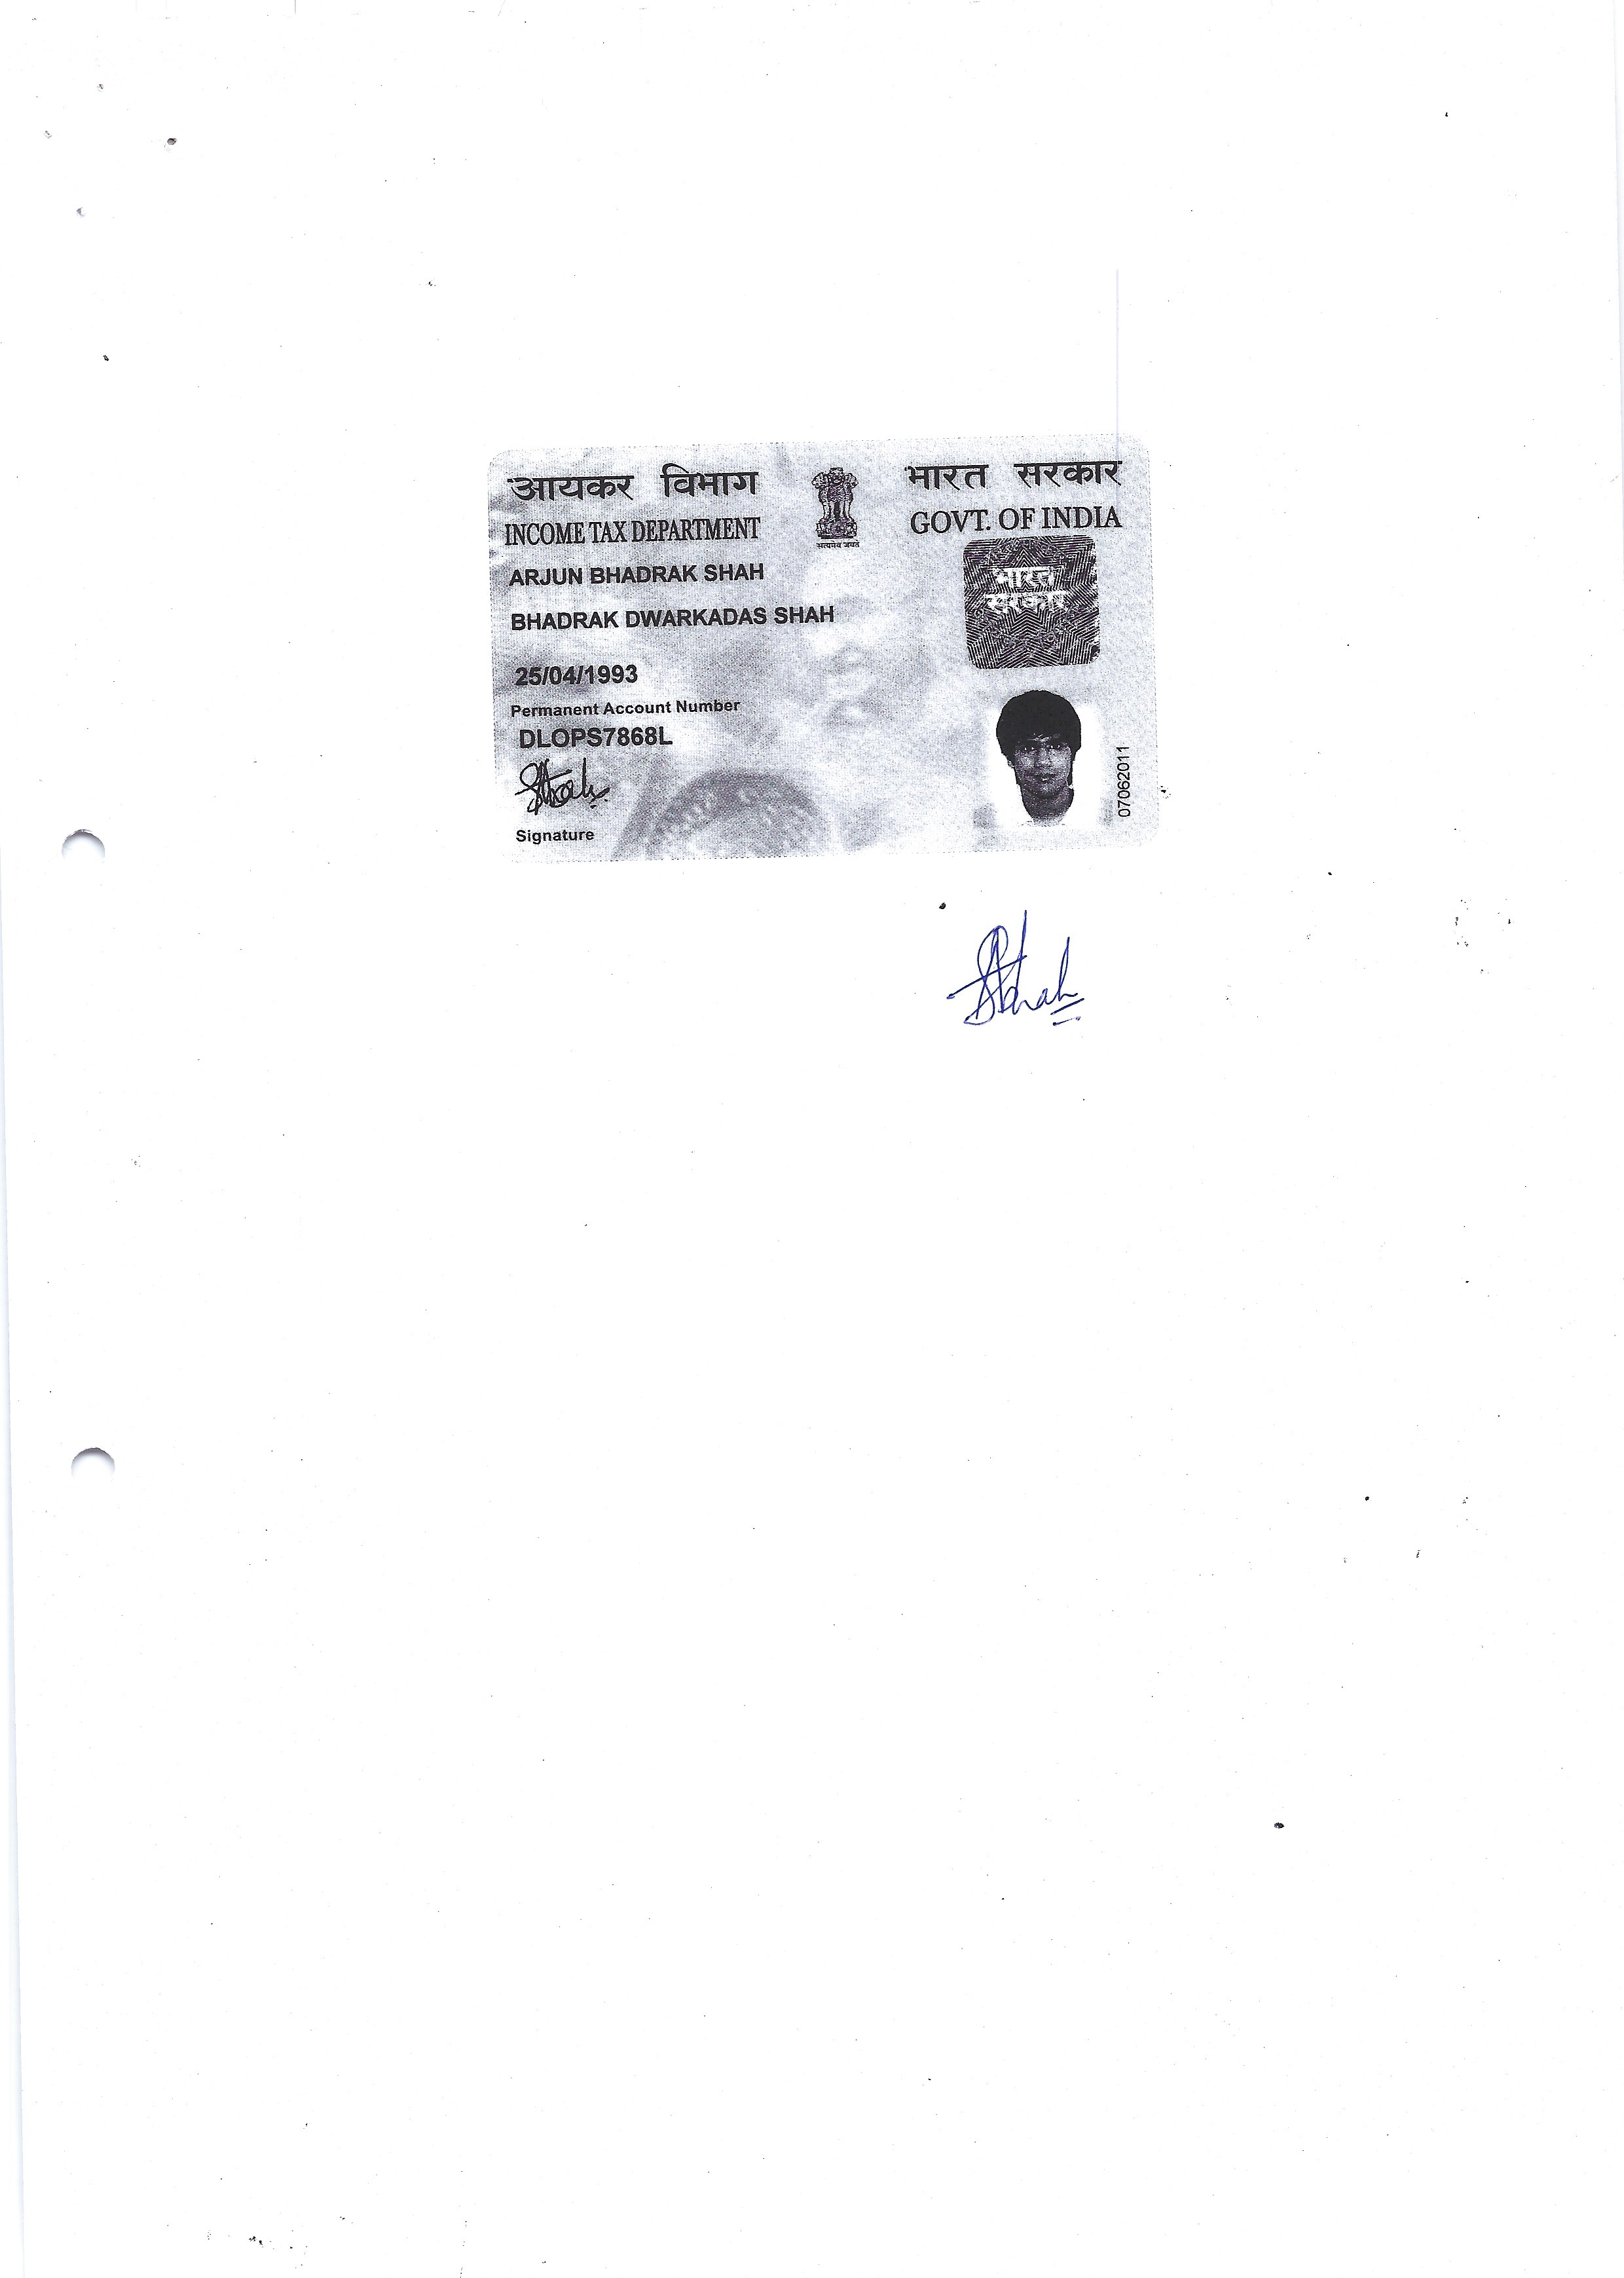 आयकर विभाग
भारत सरकार
INCOME TAX DEPARTMENT
GOVT. OF INDIA
सत्यमेव जयते
ARJUN BHADRAK SHAH
भारत
सरकार
BHADRAK DWARKADAS SHAH
25/04/1993
Permanent Account Number
DLOPS7868L
07062011
Signature